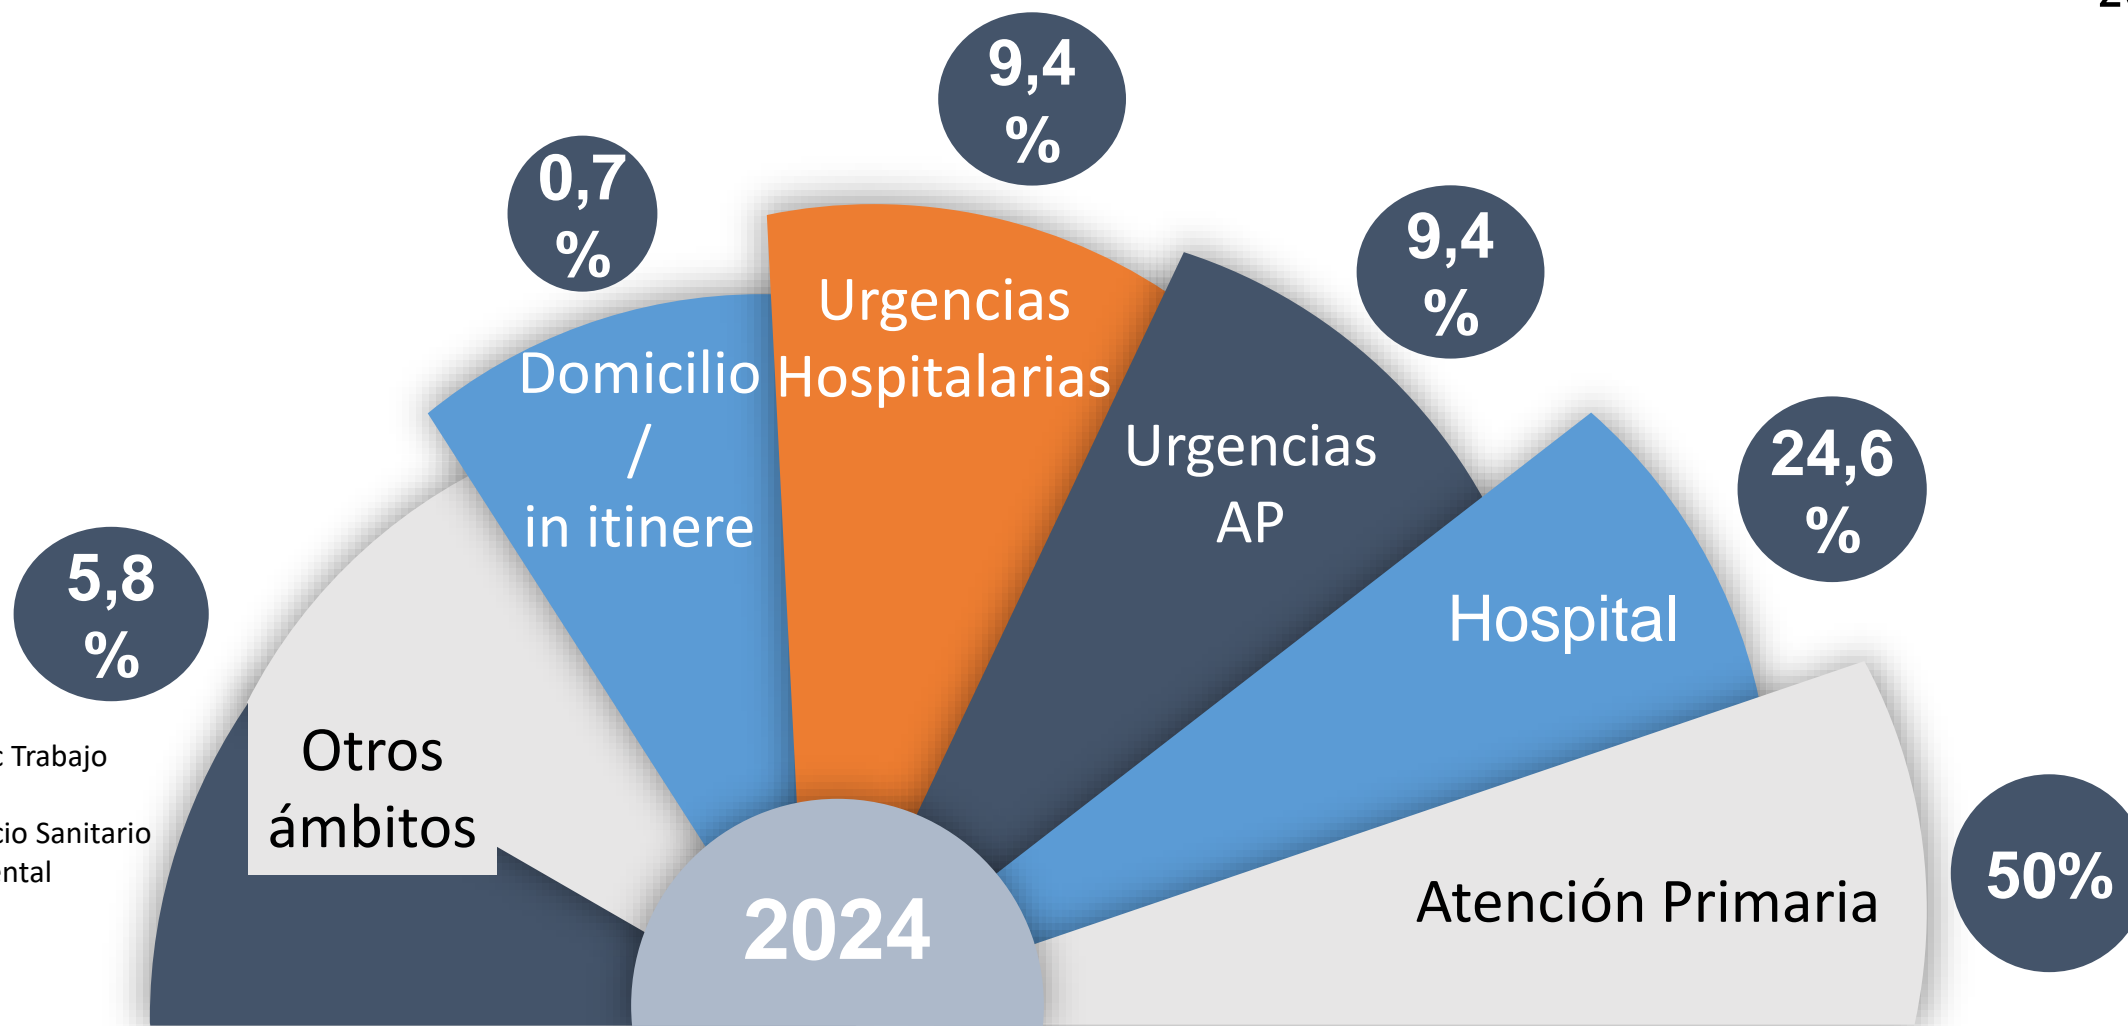 9,4
%
0,7
%
9,4
%
Urgencias
Hospitalarias
Domicilio
/
in itinere
Urgencias
AP
24,6
%
5,8
%
Hospital
Otros
ámbitos
Trabajo
Sanitario
50%
Atención Primaria
2024